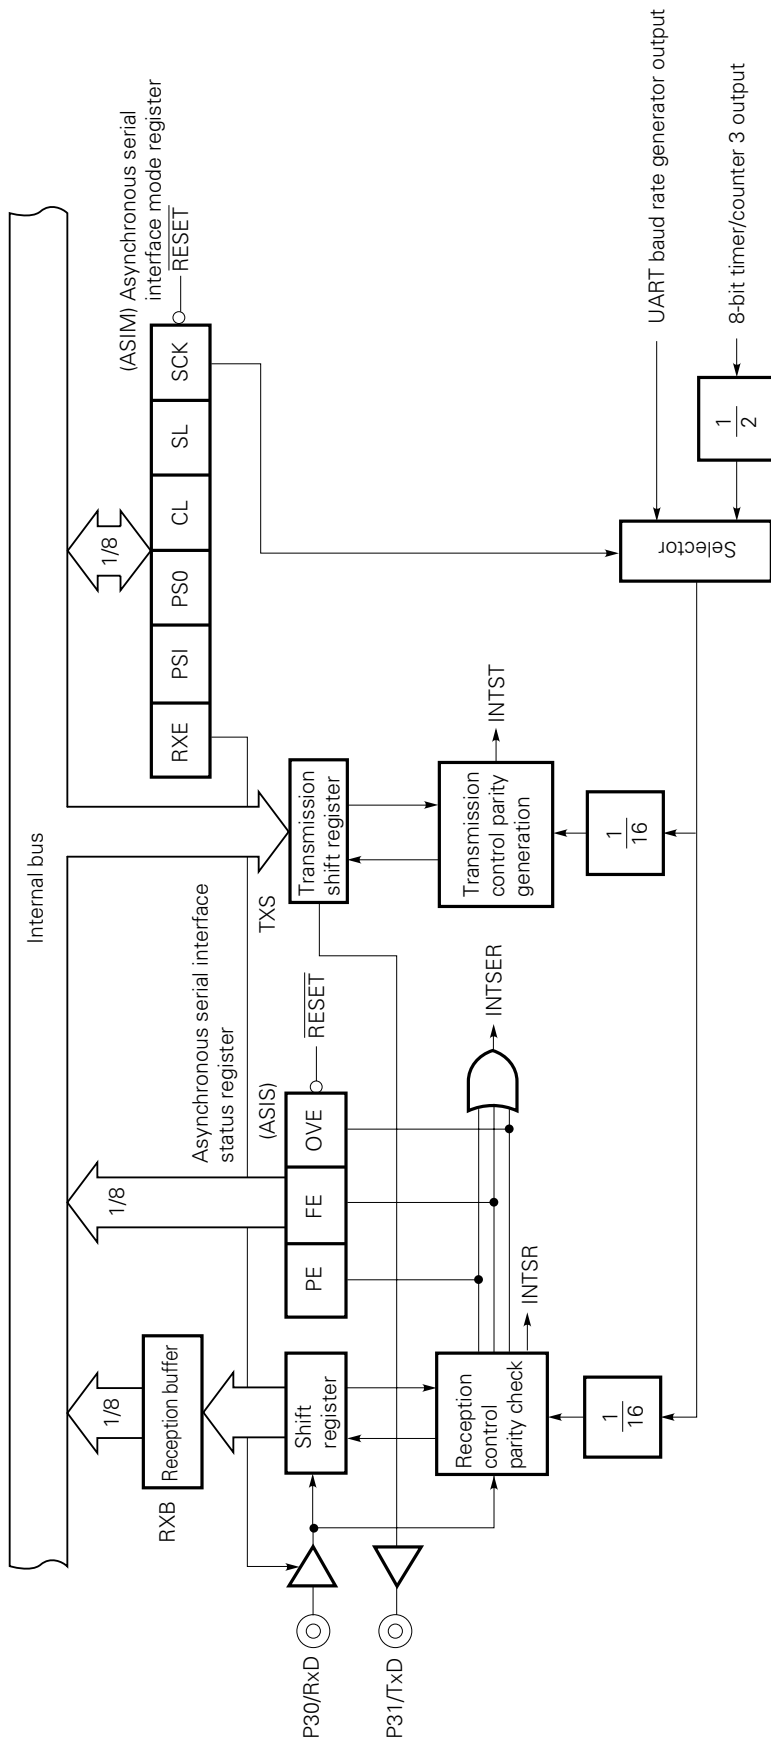 Internal bus
RXB
Reception buffer
1/8
1/8
Asynchronous serial interface
status register
(ASIS)
PE
FE
OVE
RESET
TXS
Transmission
shift register
RXE
PSI
PS0
CL
SL
SCK
1/8
(ASIM) Asynchronous serial
interface mode register
RESET
P30/RxD
P31/TxD
Shift
register
Reception
control
parity check
INTSR
INTSER
Transmission
control parity
generation
INTST
1
16
1
16
Selector
UART baud rate generator output
1
2
8-bit timer/counter 3 output